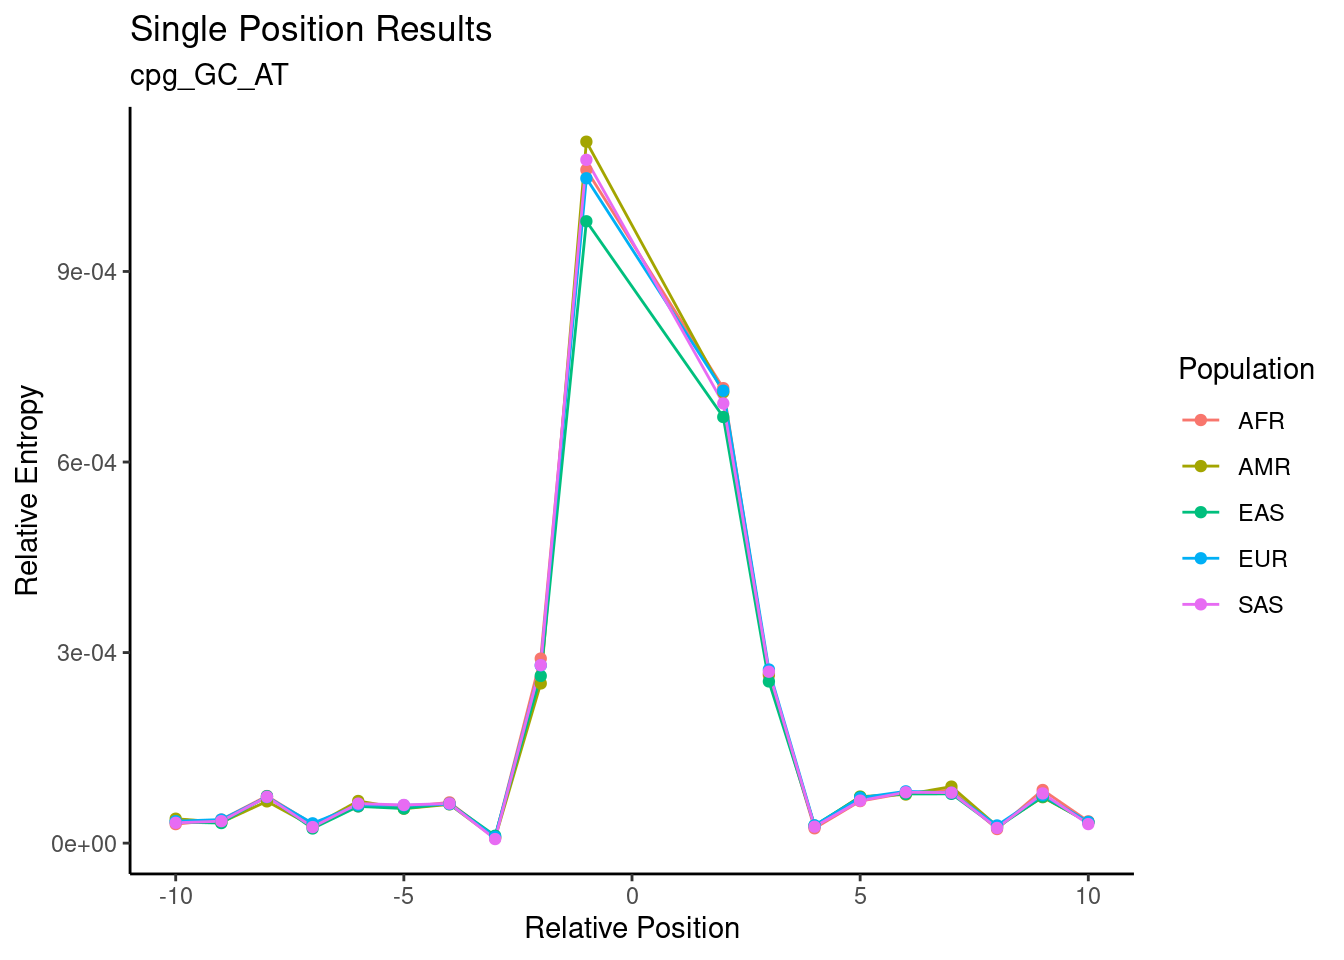 Single Position Results
cpg_GC_AT
9e-04
6e-04
3e-04
0e+00
Relative Entropy
-10 -5 0 5 10
Relative Position
Population
AFR
AMR
EAS
EUR
SAS